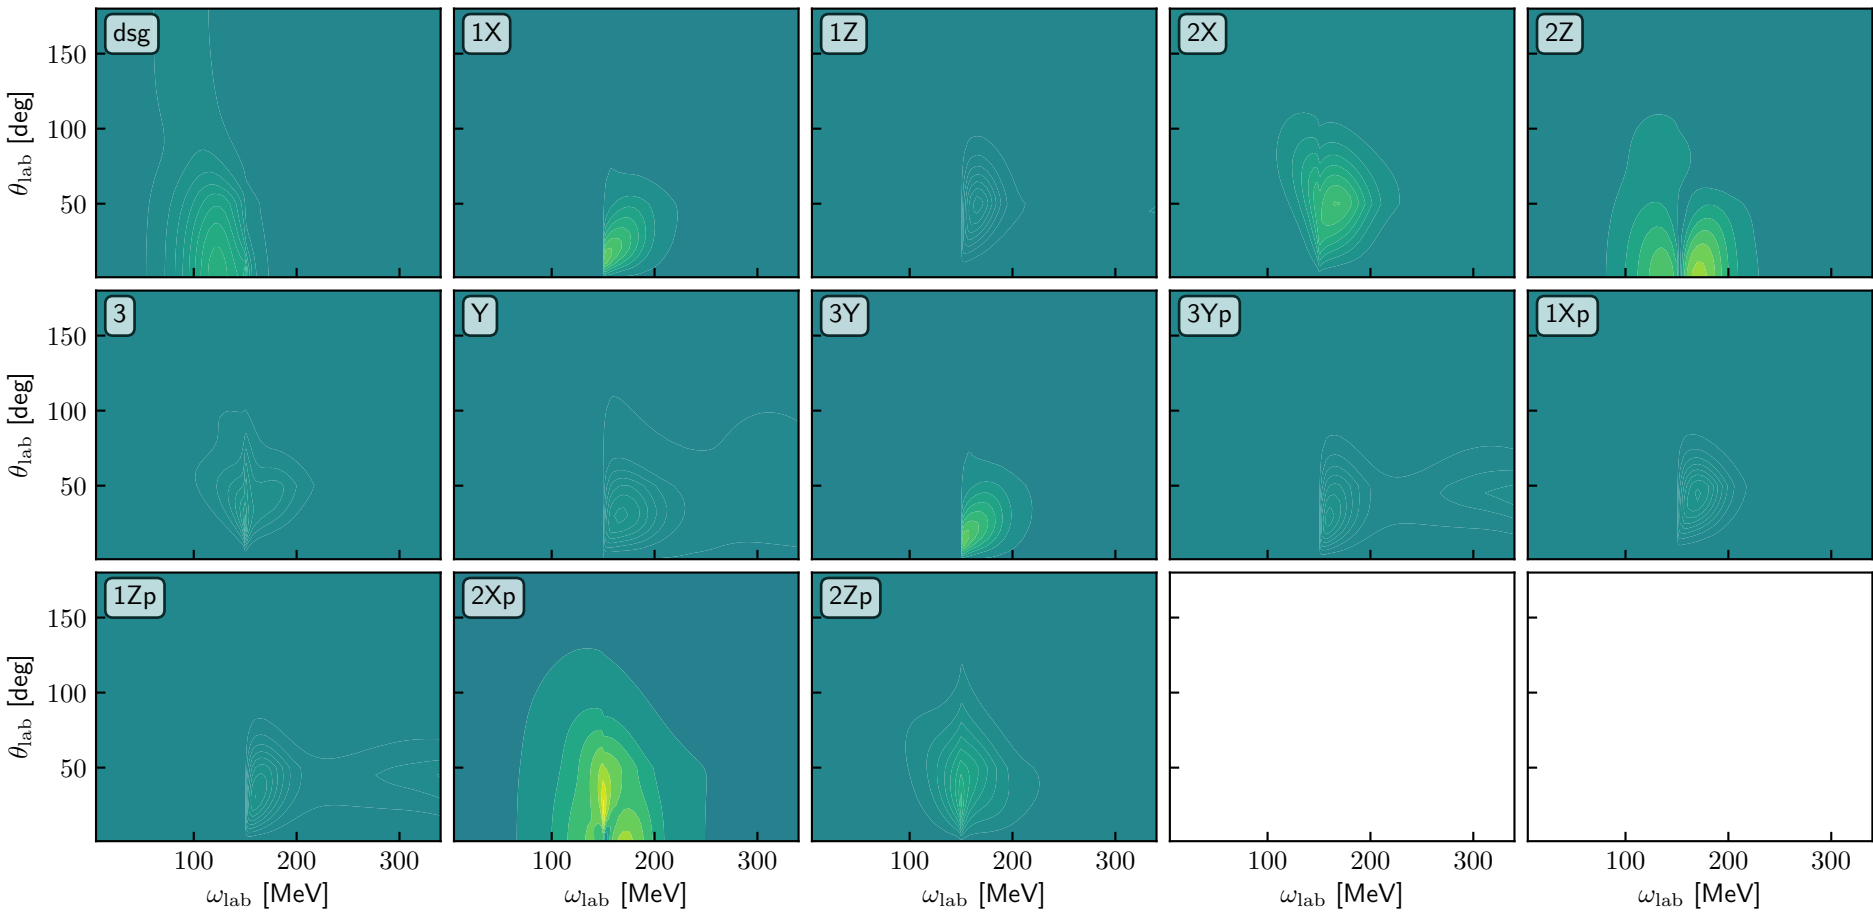 dsg 1X 1Z 2X 2Z
150
100
50
θlab [deg]
3 Y 3Y 3Yp 1Xp
150
100
50
θlab [deg]
1Zp 2Xp 2Zp
150
100
50
θlab [deg]
100 200 300 100 200 300 100 200 300 100 200 300 100 200 300
ωlab [MeV] ωlab [MeV] ωlab [MeV] ωlab [MeV] ωlab [MeV]